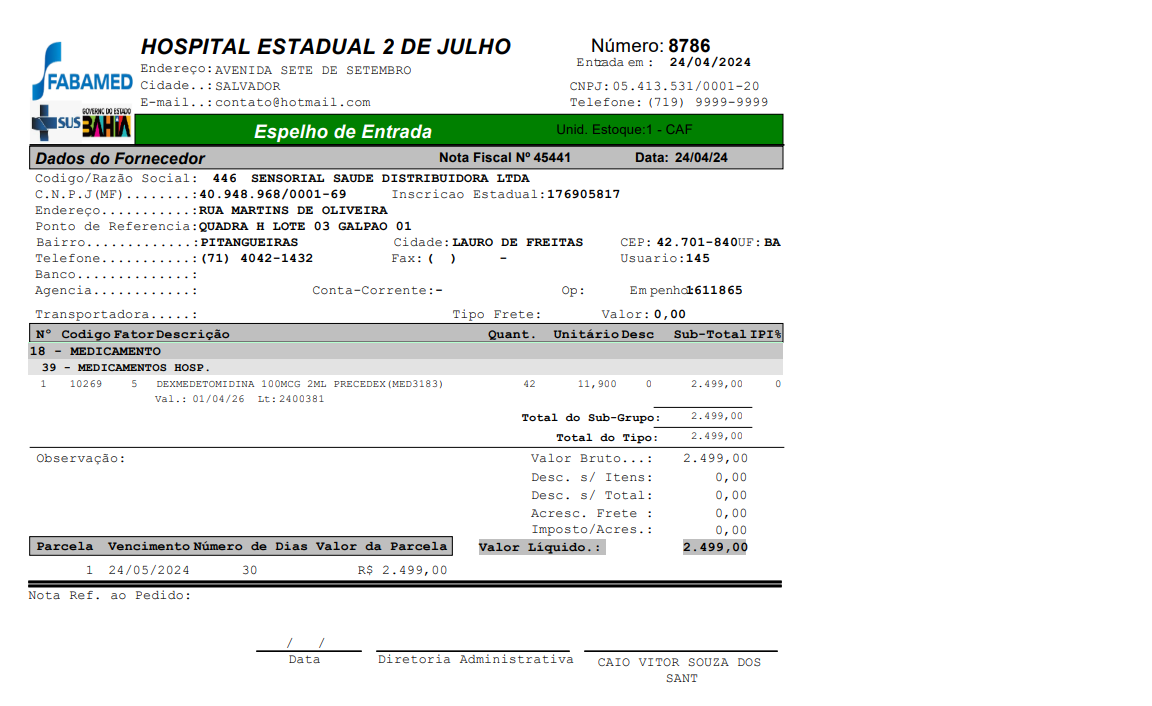 HOSPITAL ESTADUAL 2 DE JULHO
Número: 8786
Endereço: AVENIDA SETE DE SETEMBRO
Entrada em : 24/04/2024
FABAMED
Cidade..: SALVADOR
CNPJ: 05.413.531/0001-20
E-mail..: contato@hotmail.com
Telefone: (719) 9999-9999
SUS
GOVERNO DO ESTADO
BAHIA
Espelho de Entrada
Unid. Estoque:1 - CAF
Dados do Fornecedor Nota Fiscal Nº 45441 Data: 24/04/24
Codigo/Razão Social: 446 SENSORIAL SAUDE DISTRIBUIDORA LTDA
C.N.P.J(MF)........:40.948.968/0001-69 Inscricao Estadual:176905817
Endereço...........:RUA MARTINS DE OLIVEIRA
Ponto de Referencia:QUADRA H LOTE 03 GALPAO 01
Bairro.............:PITANGUEIRAS Cidade:LAURO DE FREITAS CEP: 42.701-840 UF: BA
Telefone...........:(71) 4042-1432 Fax: ( ) - Usuario:145
Banco..............:
Agencia............: Conta-Corrente:- Op: Empenho:1611865
Transportadora.....: Tipo Frete: Valor: 0,00
Nº Codigo Fator Descrição Quant. Unitário Desc Sub-Total IPI%
18 - MEDICAMENTO
39 - MEDICAMENTOS HOSP.
1 10269 5 DEXMEDETOMIDINA 100MCG 2ML PRECEDEX(MED3183) 42 11,900 0 2.499,00 0
Val.: 01/04/26 Lt: 2400381
Total do Sub-Grupo: 2.499,00
Total do Tipo: 2.499,00
Observação: Valor Bruto...: 2.499,00
Desc. s/ Itens: 0,00
Desc. s/ Total: 0,00
Acresc. Frete : 0,00
Imposto/Acres.: 0,00
Parcela Vencimento Número de Dias Valor da Parcela Valor Líquido.: 2.499,00
1 24/05/2024 30 R$ 2.499,00
Nota Ref. ao Pedido:
/ /
Data Diretoria Administrativa CAIO VITOR SOUZA DOS
SANT